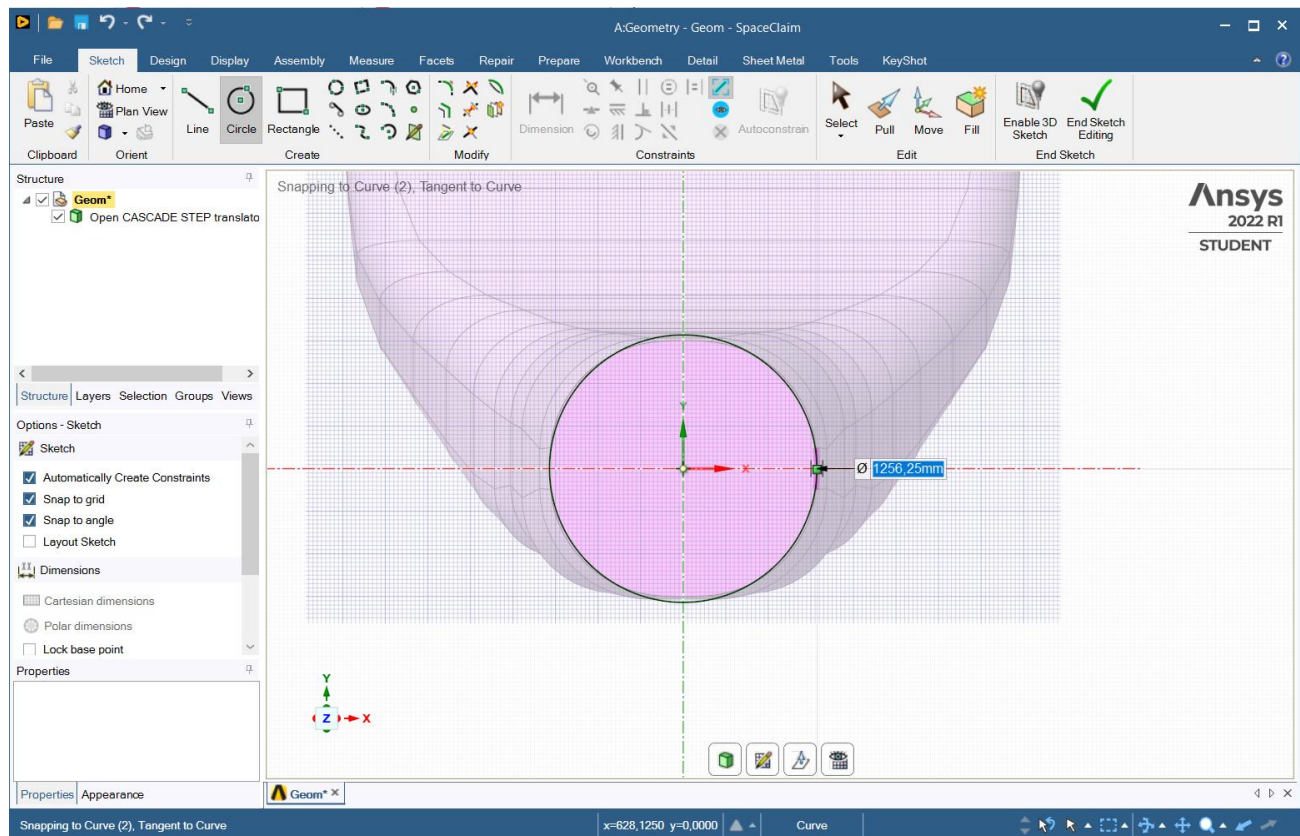 A:Geometry - Geom - SpaceClaim
File Sketch Design Display Assembly Measure Facets Repair Prepare Workbench Detail Sheet Metal Tools KeyShot
Paste
Home
Plan View
Line Circle Rectangle
Dimension
Autoconstrain
Select Pull Move Fill
Enable 3D Sketch
End Sketch Editing
Clipboard Orient Create Modify Constraints Edit End Sketch
Structure
Geom*
Open CASCADE STEP translato
Structure Layers Selection Groups Views
Options - Sketch
Sketch
Automatically Create Constraints
Snap to grid
Snap to angle
Layout Sketch
Dimensions
Cartesian dimensions
Polar dimensions
Lock base point
Properties
Properties Appearance
Snapping to Curve (2), Tangent to Curve
Ansys
2022 R1
STUDENT
Y
X
Ø 1256,25mm
Y
Z X
Geom*
Snapping to Curve (2), Tangent to Curve
x=628,1250 y=0,0000
Curve